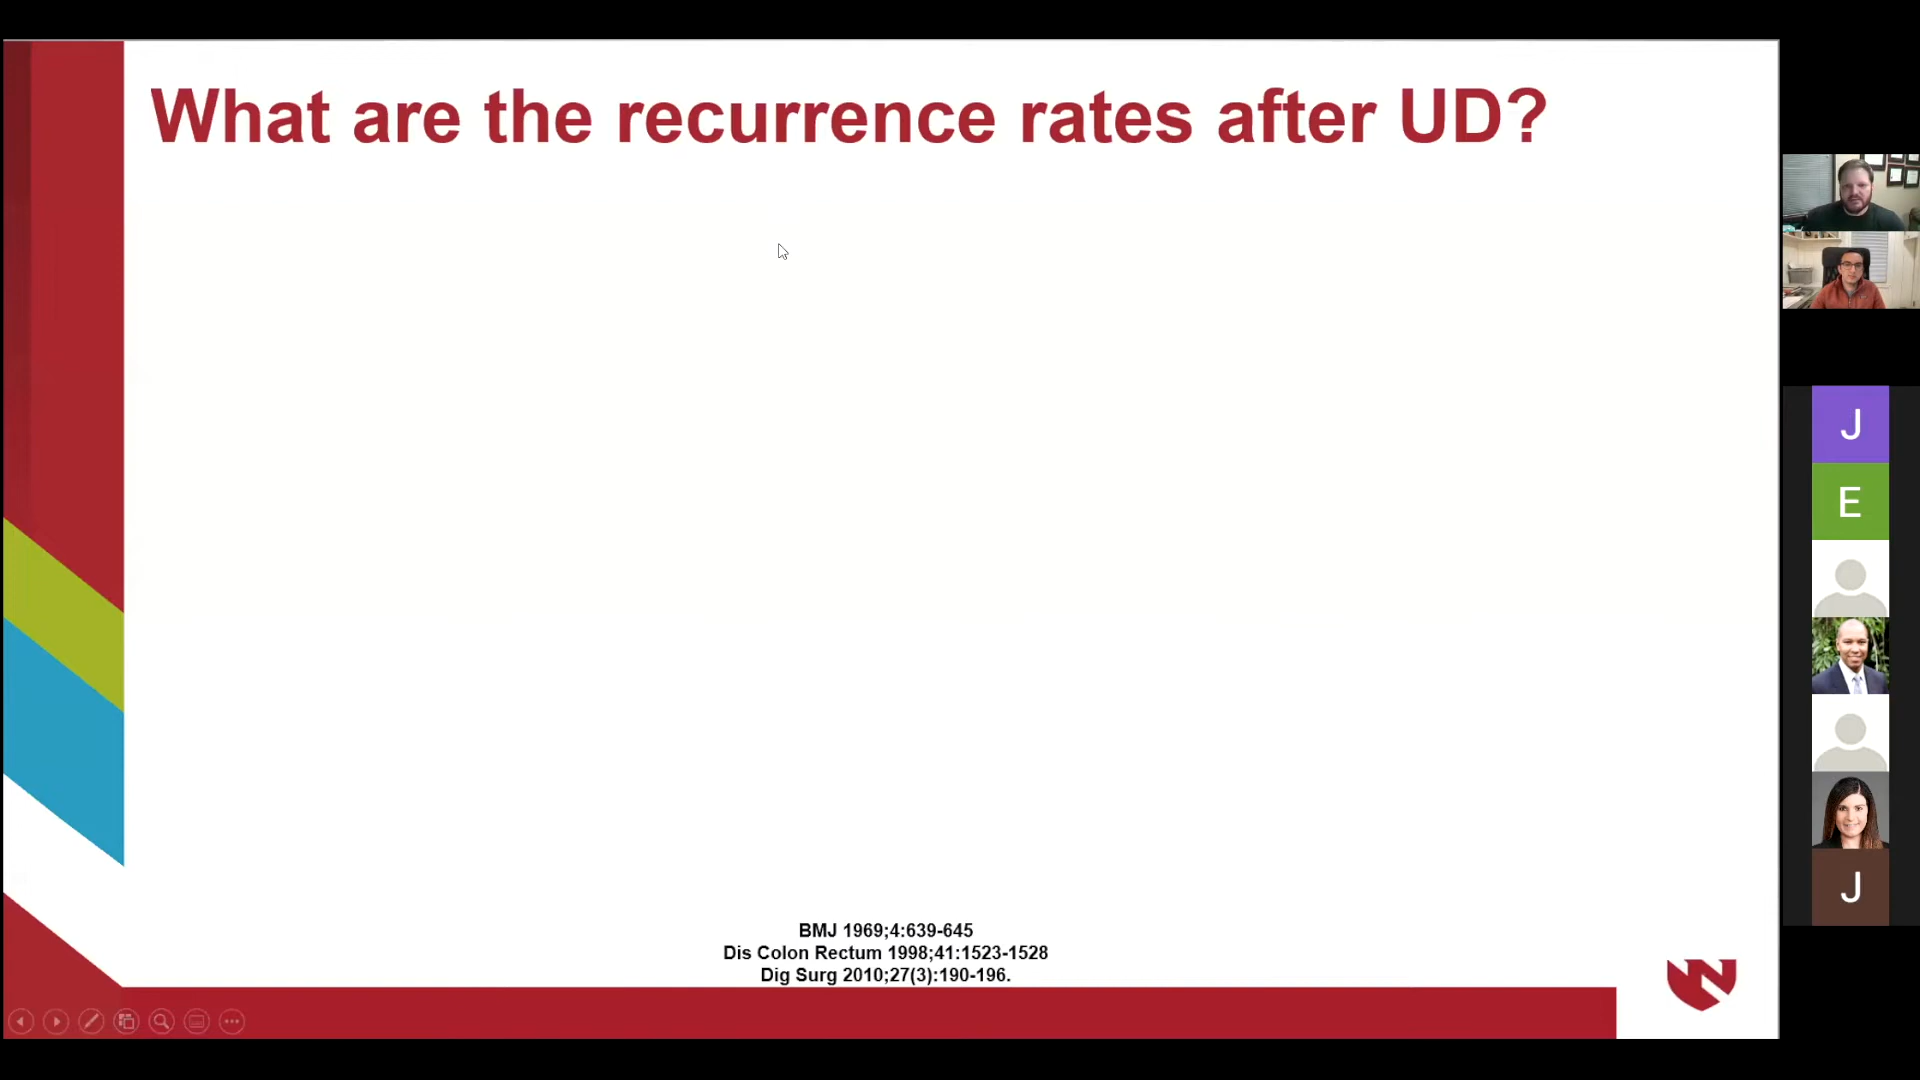 What are the recurrence rates after UD?
BMJ 1969;4:639-645
Dis Colon Rectum 1998;41:1523-1528
Dig Surg 2010;27(3):190-196.
J
E
J